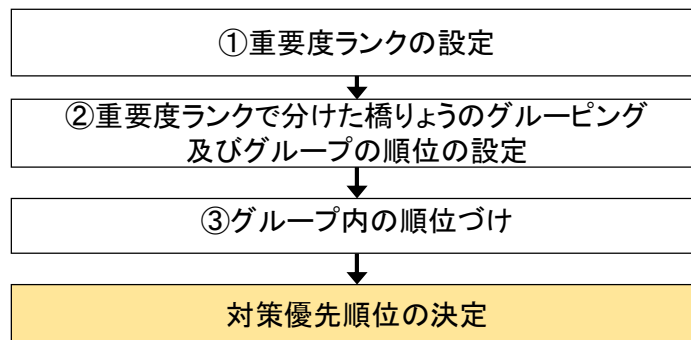 ①重要度ランクの設定
②重要度ランクで分けた橋りょうのグルーピング
及びグループの順位の設定
③グループ内の順位づけ
対策優先順位の決定